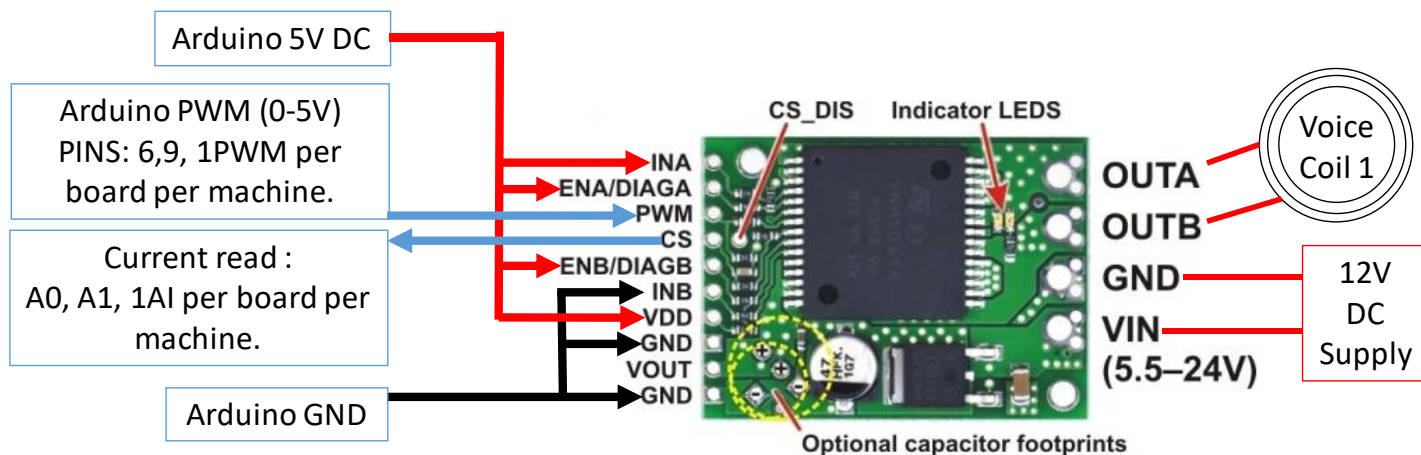 Arduino 5V DC
Arduino PWM (0-5V)
PINS: 6,9, 1PWM per
board per machine.
Current read :
A0, A1, 1AI per board per
machine.
Arduino GND
CS_DIS
Indicator LEDS
INA
ENA/DIAGA
PWM
CS
ENB/DIAGB
INB
VDD
GND
VOUT
GND
47
HFK.
1G7
OUTA
OUTB
GND
VIN
(5.5–24V)
Voice
Coil 1
12V
DC
Supply
Optional capacitor footprints